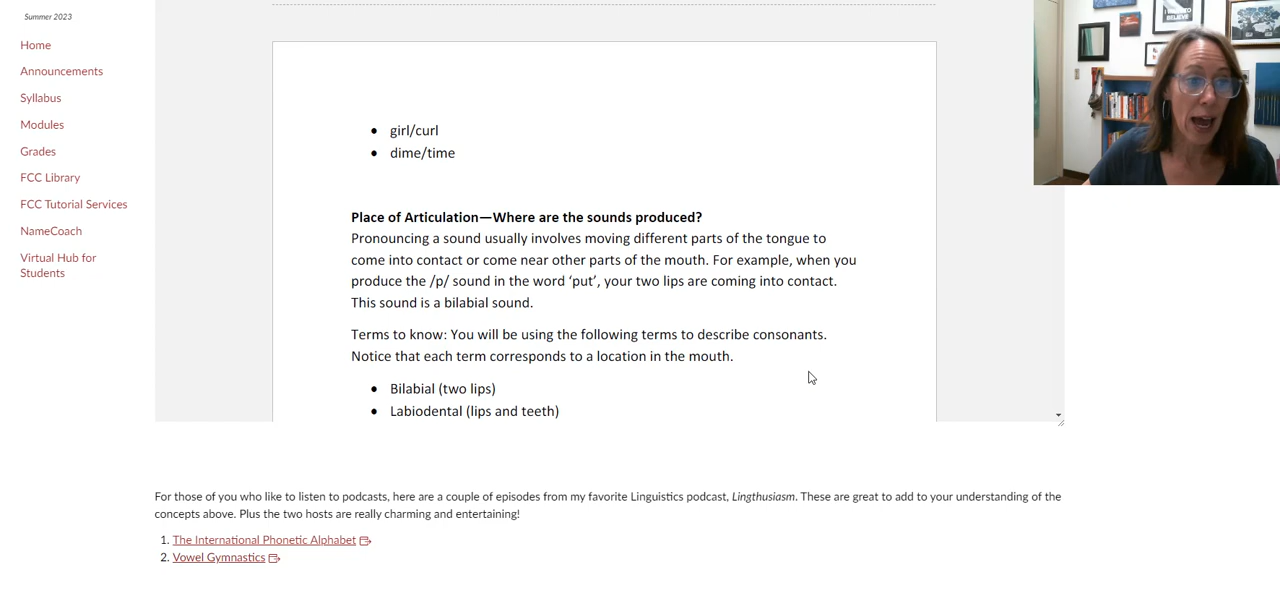 Summer 2023
Home
Announcements
Syllabus
Modules
Grades
FCC Library
FCC Tutorial Services
NameCoach
Virtual Hub for
Students
• girl/curl
• dime/time
Place of Articulation—Where are the sounds produced?
Pronouncing a sound usually involves moving different parts of the tongue to
come into contact or come near other parts of the mouth. For example, when you
produce the /p/ sound in the word ‘put’, your two lips are coming into contact.
This sound is a bilabial sound.
Terms to know: You will be using the following terms to describe consonants.
Notice that each term corresponds to a location in the mouth.
• Bilabial (two lips)
• Labiodental (lips and teeth)
For those of you who like to listen to podcasts, here are a couple of episodes from my favorite Linguistics podcast, Lingthusiasm. These are great to add to your understanding of the
concepts above. Plus the two hosts are really charming and entertaining!
1. The International Phonetic Alphabet
2. Vowel Gymnastics
BELIEVE